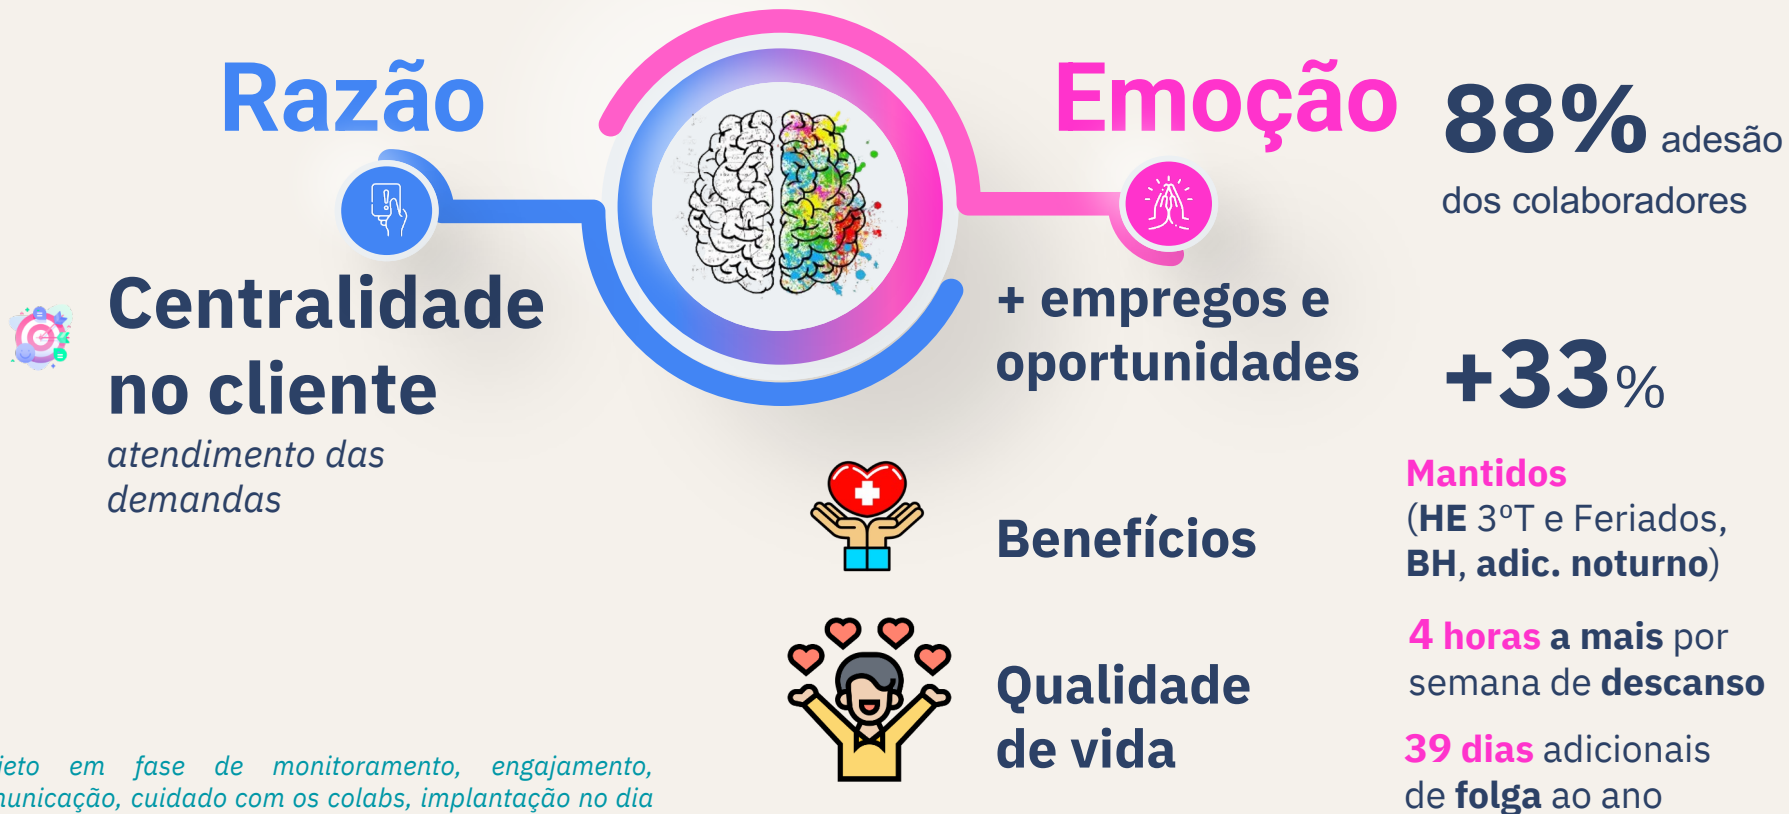 Razão
Centralidade
no cliente
atendimento das
demandas
Emoção
88% adesão
dos colaboradores
+ empregos e
oportunidades
+33%
Benefícios
Mantidos
(HE 3ºT e Feriados,
BH, adic. noturno)
Qualidade
de vida
4 horas a mais por
semana de descanso
39 dias adicionais
de folga ao ano
em fase de monitoramento, engajamento,
cuidado com os colabs, implantação no dia